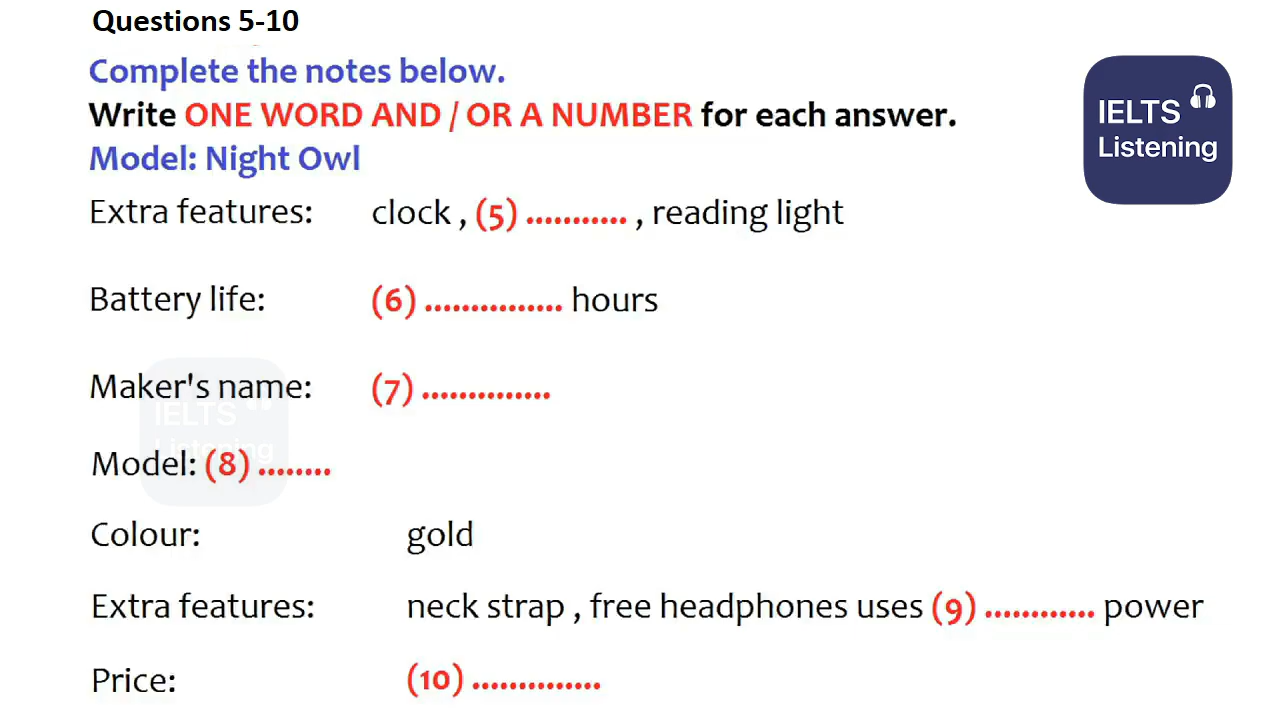 Questions 5-10
Complete the notes below.
IELTS
Listening
Write ONE WORD AND / OR A NUMBER for each answer.
Model: Night Owl
Extra features: clock , (5) ........... , reading light
Battery life: (6) ............... hours
Maker's name: (7) ..............
IELTS
Listening
Model: (8) ........
Colour: gold
Extra features: neck strap , free headphones uses (9) ............ power
Price: (10) ..............